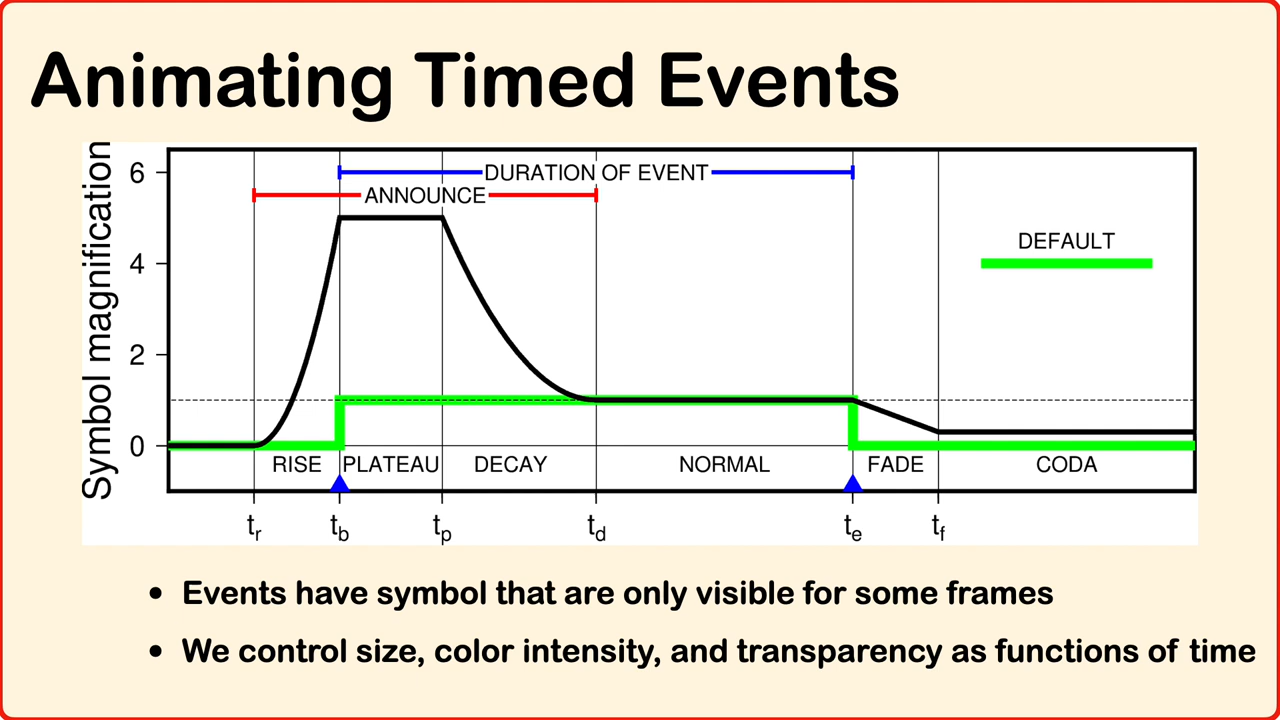 Animating Timed Events
Symbol magnification
6
4
2
0
DURATION OF EVENT
ANNOUNCE
DEFAULT
RISE PLATEAU DECAY NORMAL FADE CODA
tr tb tp td te tf
• Events have symbol that are only visible for some frames
• We control size, color intensity, and transparency as functions of time